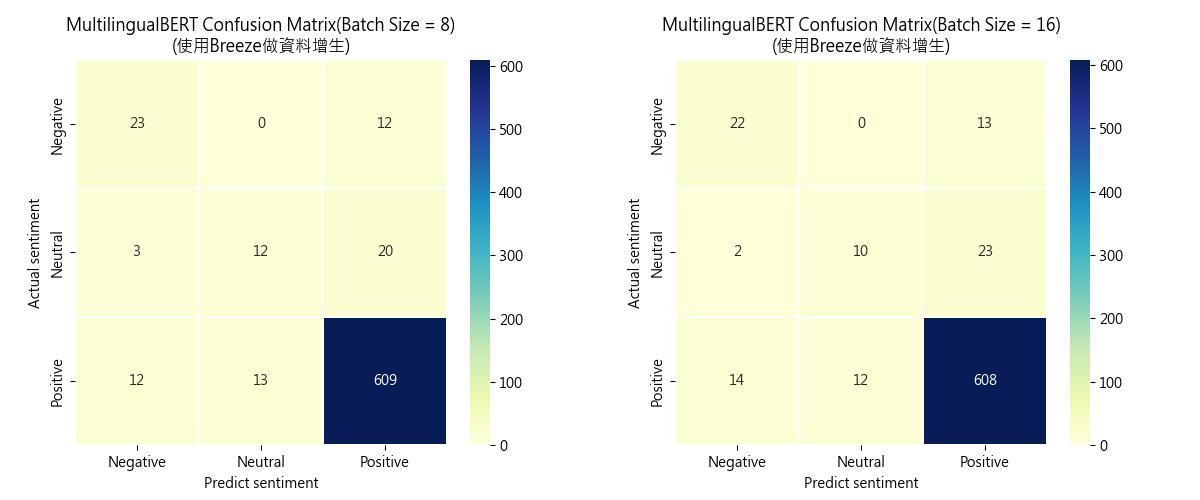 MultilingualBERT Confusion Matrix(Batch Size = 8)
(使用Breeze做資料增生)
Actual sentiment
Negative
Neutral
Positive
23 0 12
3 12 20
12 13 609
Negative Neutral Positive
Predict sentiment
600
500
400
300
200
100
0
MultilingualBERT Confusion Matrix(Batch Size = 16)
(使用Breeze做資料增生)
Actual sentiment
Negative
Neutral
Positive
22 0 13
2 10 23
14 12 608
Negative Neutral Positive
Predict sentiment
600
500
400
300
200
100
0